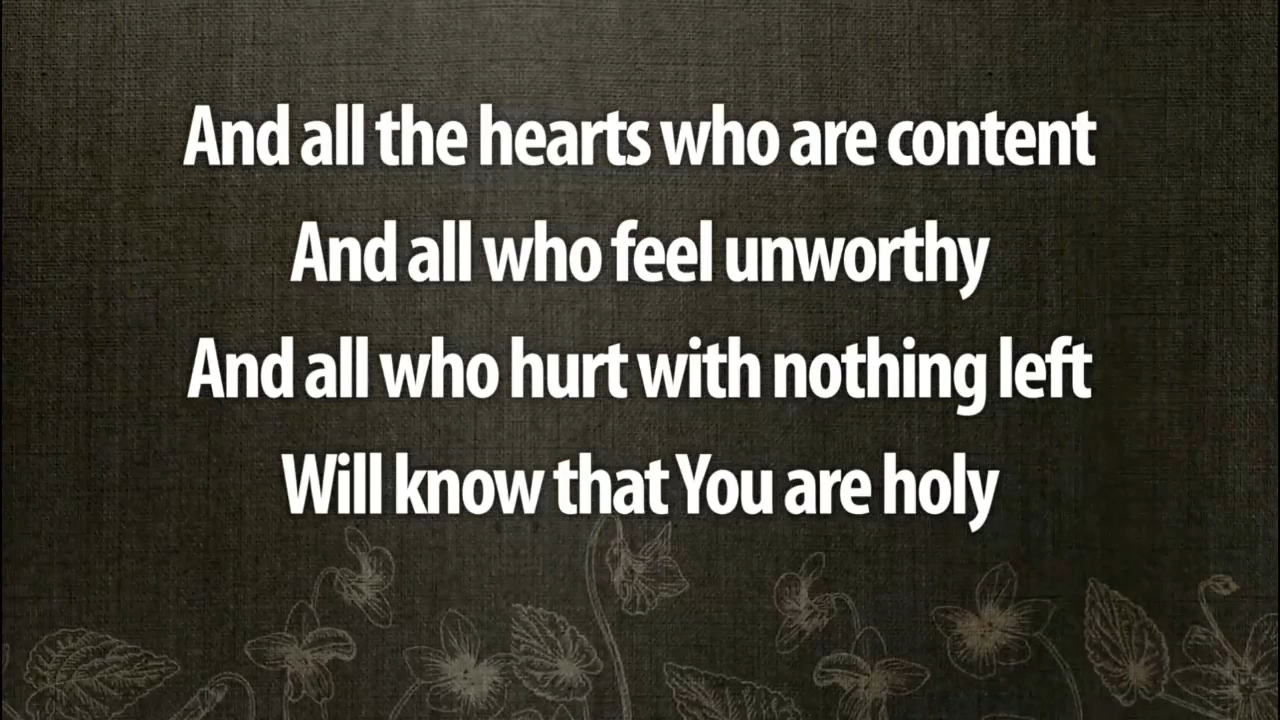 And all the hearts who are content
And all who feel unworthy
And all who hurt with nothing left
Will know that You are holy